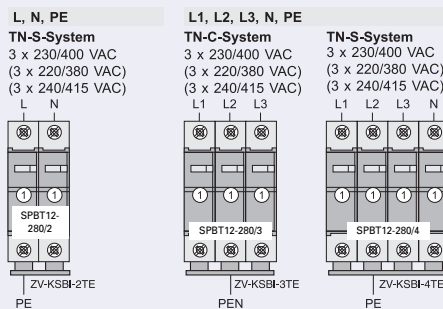 L, N, PE
TN-S-System
3 x 230/400 VAC
(3 x 220/380 VAC)
(3 x 240/415 VAC)
L N
1 1
SPBT12-
280/2
ZV-KSBI-2TE
PE
L1, L2, L3, N, PE
TN-C-System
3 x 230/400 VAC
(3 x 220/380 VAC)
(3 x 240/415 VAC)
L1 L2 L3
1 1 1
SPBT12-280/3
ZV-KSBI-3TE
PEN
TN-S-System
3 x 230/400 VAC
(3 x 220/380 VAC)
(3 x 240/415 VAC)
L1 L2 L3 N
1 1 1 1
SPBT12-280/4
ZV-KSBI-4TE
PE